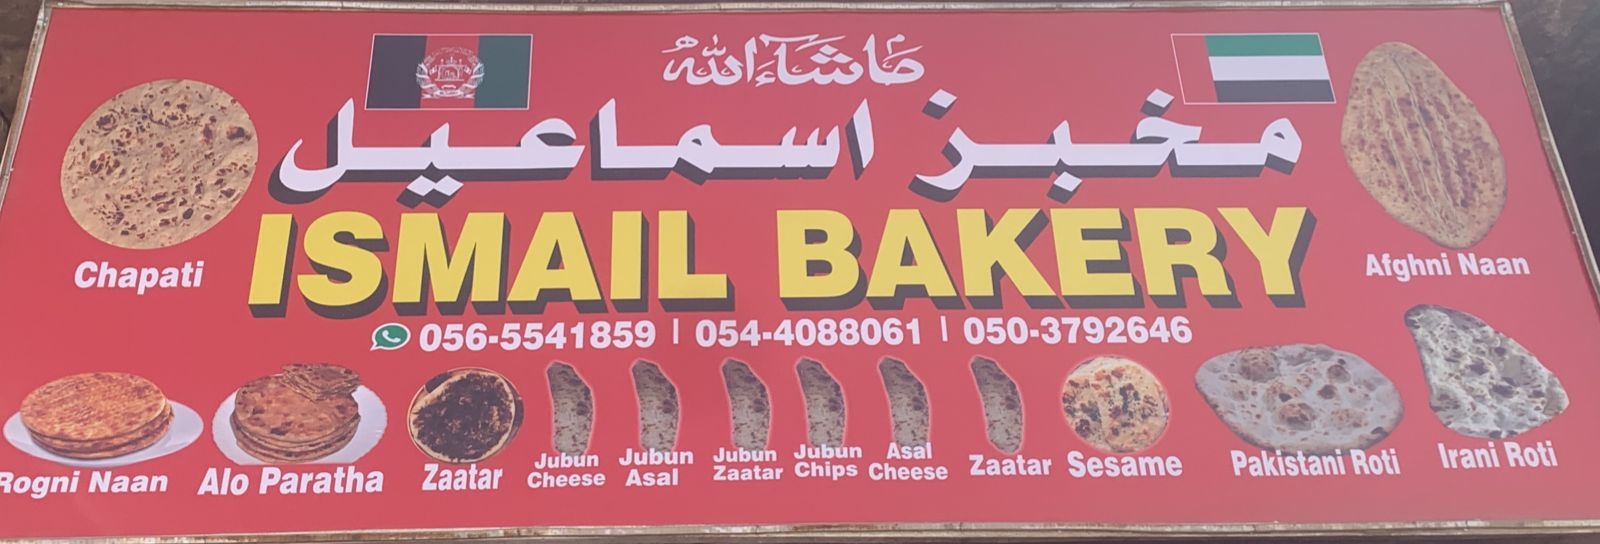 ماشاءالله
مخبز اسماعيل
ISMAIL BAKERY
056-5541859 | 054-4088061 | 050-3792646
Chapati
Afghni Naan
Rogni Naan
Alo Paratha
Zaatar
Jubun
Cheese
Jubun
Asal
Jubun
Zaatar
Jubun
Chips
Asal
Cheese
Zaatar
Sesame
Pakistani Roti
Irani Roti